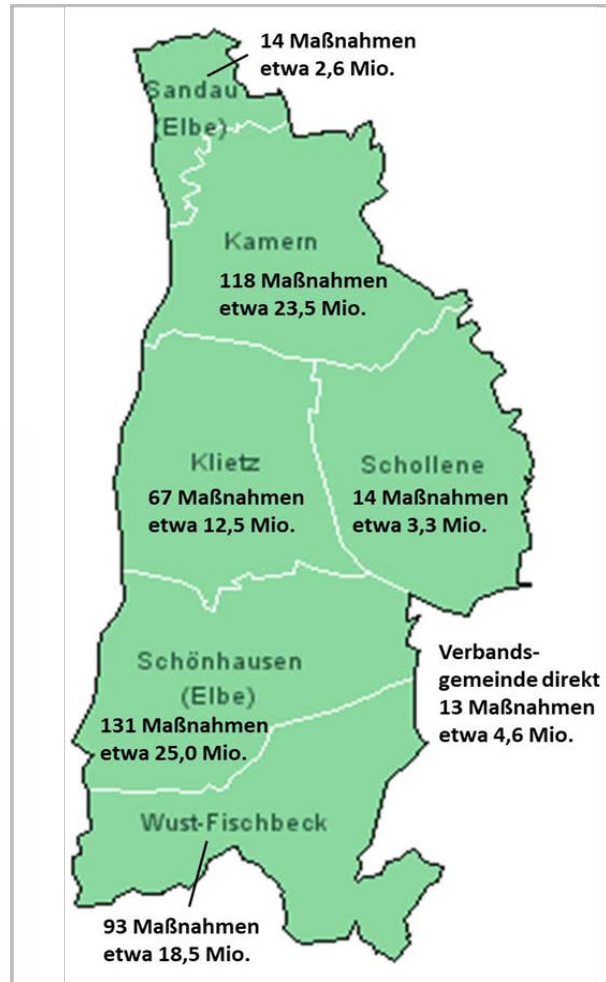 14 Maßnahmen
etwa 2,6 Mio.
Sandau
(Elbe)
Kamern
118 Maßnahmen
etwa 23,5 Mio.
Klietz
67 Maßnahmen
etwa 12,5 Mio.
Schollene
14 Maßnahmen
etwa 3,3 Mio.
Schönhausen
(Elbe)
131 Maßnahmen
etwa 25,0 Mio.
Verbands-
gemeinde direkt
13 Maßnahmen
etwa 4,6 Mio.
Wust-Fischbeck
93 Maßnahmen
etwa 18,5 Mio.